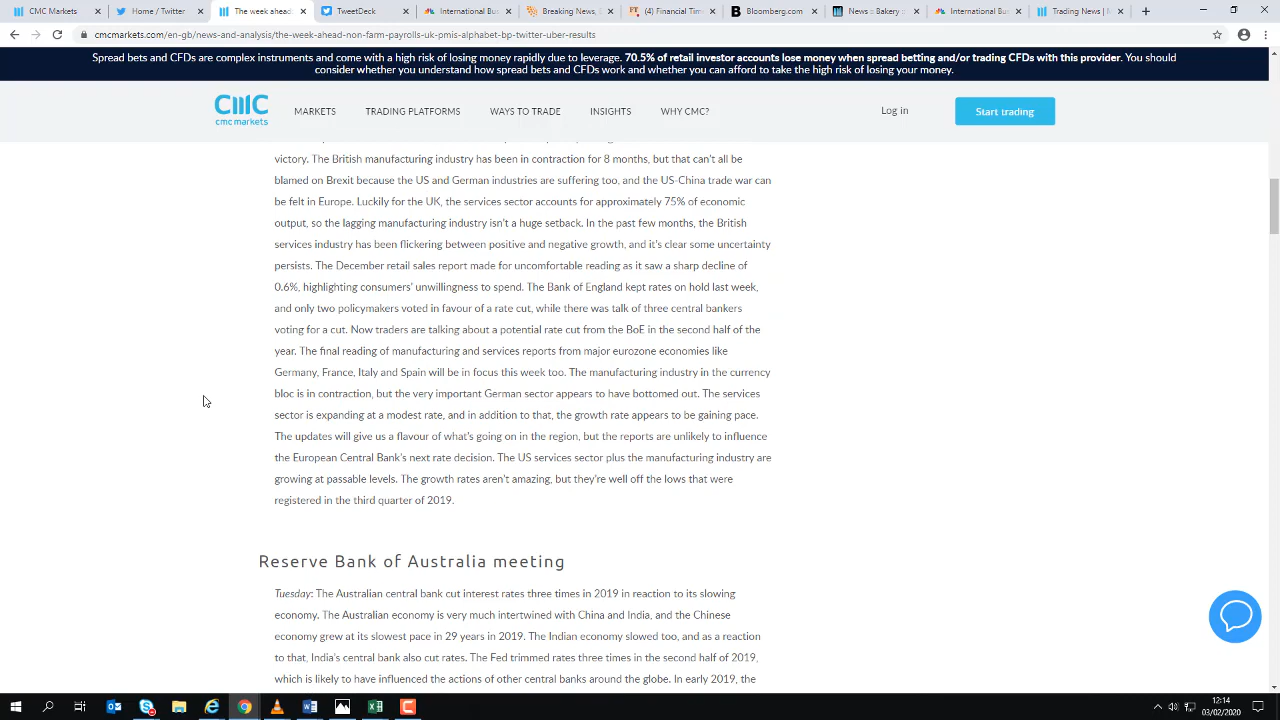 CMC Markets
Home / Twitter
The week ahead
TweetDeck
International Bus
Breaking News,
(4) Financial Time
Bloomberg.com
News :: Bakery
International Bus
Trading News | M
cmcmarkets.com/en-gb/news-and-analysis/the-week-ahead-non-farm-payrolls-uk-pmis-alphabet-bp-twitter-uber-results
Spread bets and CFDs are complex instruments and come with a high risk of losing money rapidly due to leverage. 70.5% of retail investor accounts lose money when spread betting and/or trading CFDs with this provider. You should
consider whether you understand how spread bets and CFDs work and whether you can afford to take the high risk of losing your money.
cmc markets
MARKETS
TRADING PLATFORMS
WAYS TO TRADE
INSIGHTS
WHY CMC?
Log in
Start trading
victory. The British manufacturing industry has been in contraction for 8 months, but that can't all be
blamed on Brexit because the US and German industries are suffering too, and the US-China trade war can
be felt in Europe. Luckily for the UK, the services sector accounts for approximately 75% of economic
output, so the lagging manufacturing industry isn't a huge setback. In the past few months, the British
services industry has been flickering between positive and negative growth, and it's clear some uncertainty
persists. The December retail sales report made for uncomfortable reading as it saw a sharp decline of
0.6%, highlighting consumers' unwillingness to spend. The Bank of England kept rates on hold last week,
and only two policymakers voted in favour of a rate cut, while there was talk of three central bankers
voting for a cut. Now traders are talking about a potential rate cut from the BoE in the second half of the
year. The final reading of manufacturing and services reports from major eurozone economies like
Germany, France, Italy and Spain will be in focus this week too. The manufacturing industry in the currency
bloc is in contraction, but the very important German sector appears to have bottomed out. The services
sector is expanding at a modest rate, and in addition to that, the growth rate appears to be gaining pace.
The updates will give us a flavour of what's going on in the region, but the reports are unlikely to influence
the European Central Bank's next rate decision. The US services sector plus the manufacturing industry are
growing at passable levels. The growth rates aren't amazing, but they're well off the lows that were
registered in the third quarter of 2019.
Reserve Bank of Australia meeting
Tuesday: The Australian central bank cut interest rates three times in 2019 in reaction to its slowing
economy. The Australian economy is very much intertwined with China and India, and the Chinese
economy grew at its slowest pace in 29 years in 2019. The Indian economy slowed too, and as a reaction
to that, India's central bank also cut rates. The Fed trimmed rates three times in the second half of 2019,
which is likely to have influenced the actions of other central banks around the globe. In early 2019, the
12:14
03/02/2020